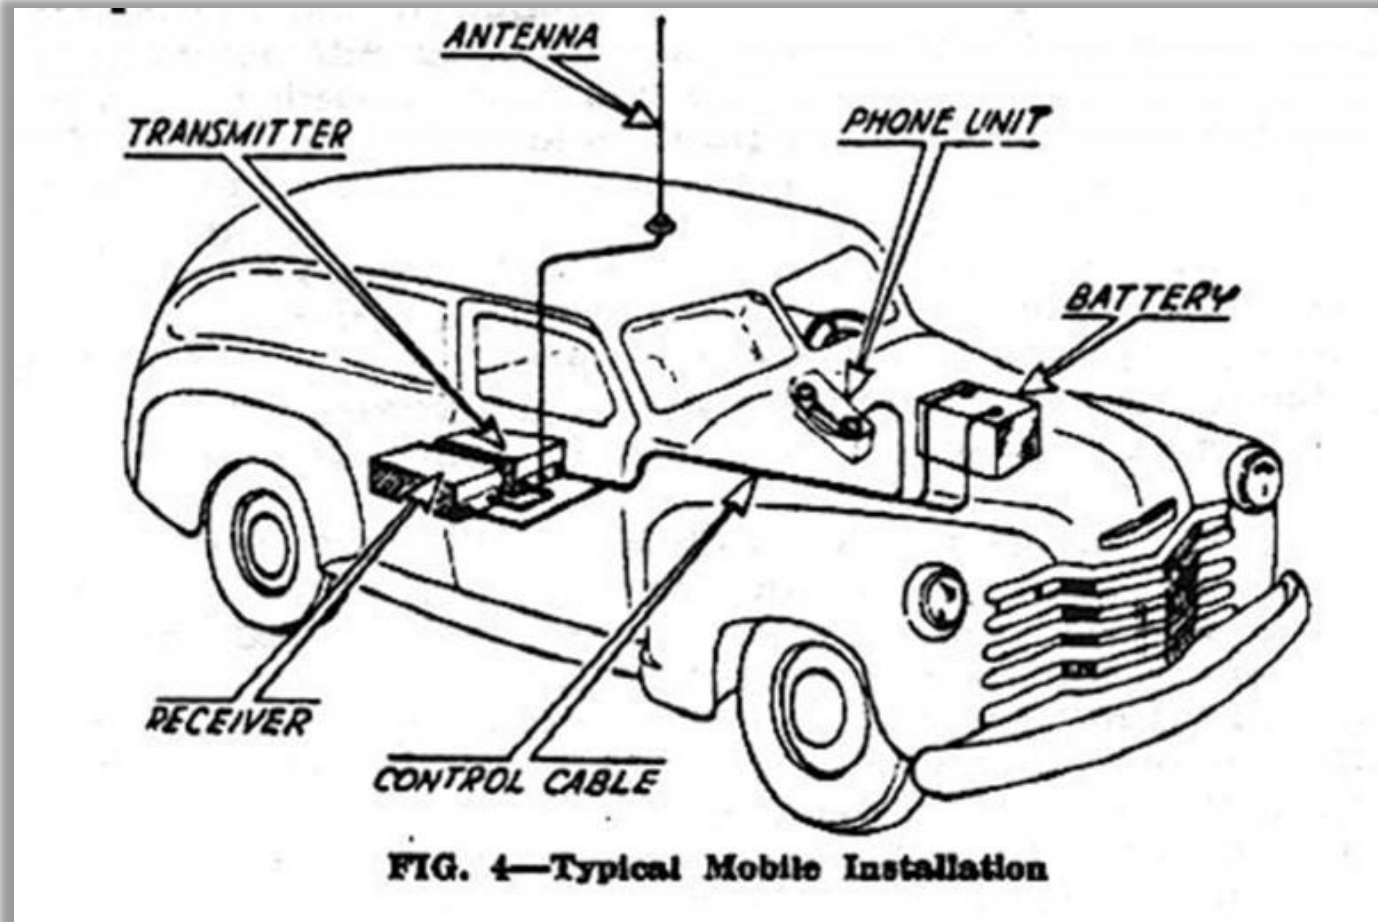 ANTENNA
TRANSMITTER
PHONE UNIT
BATTERY
RECEIVER
CONTROL CABLE
FIG. 4—Typical Mobile Installation